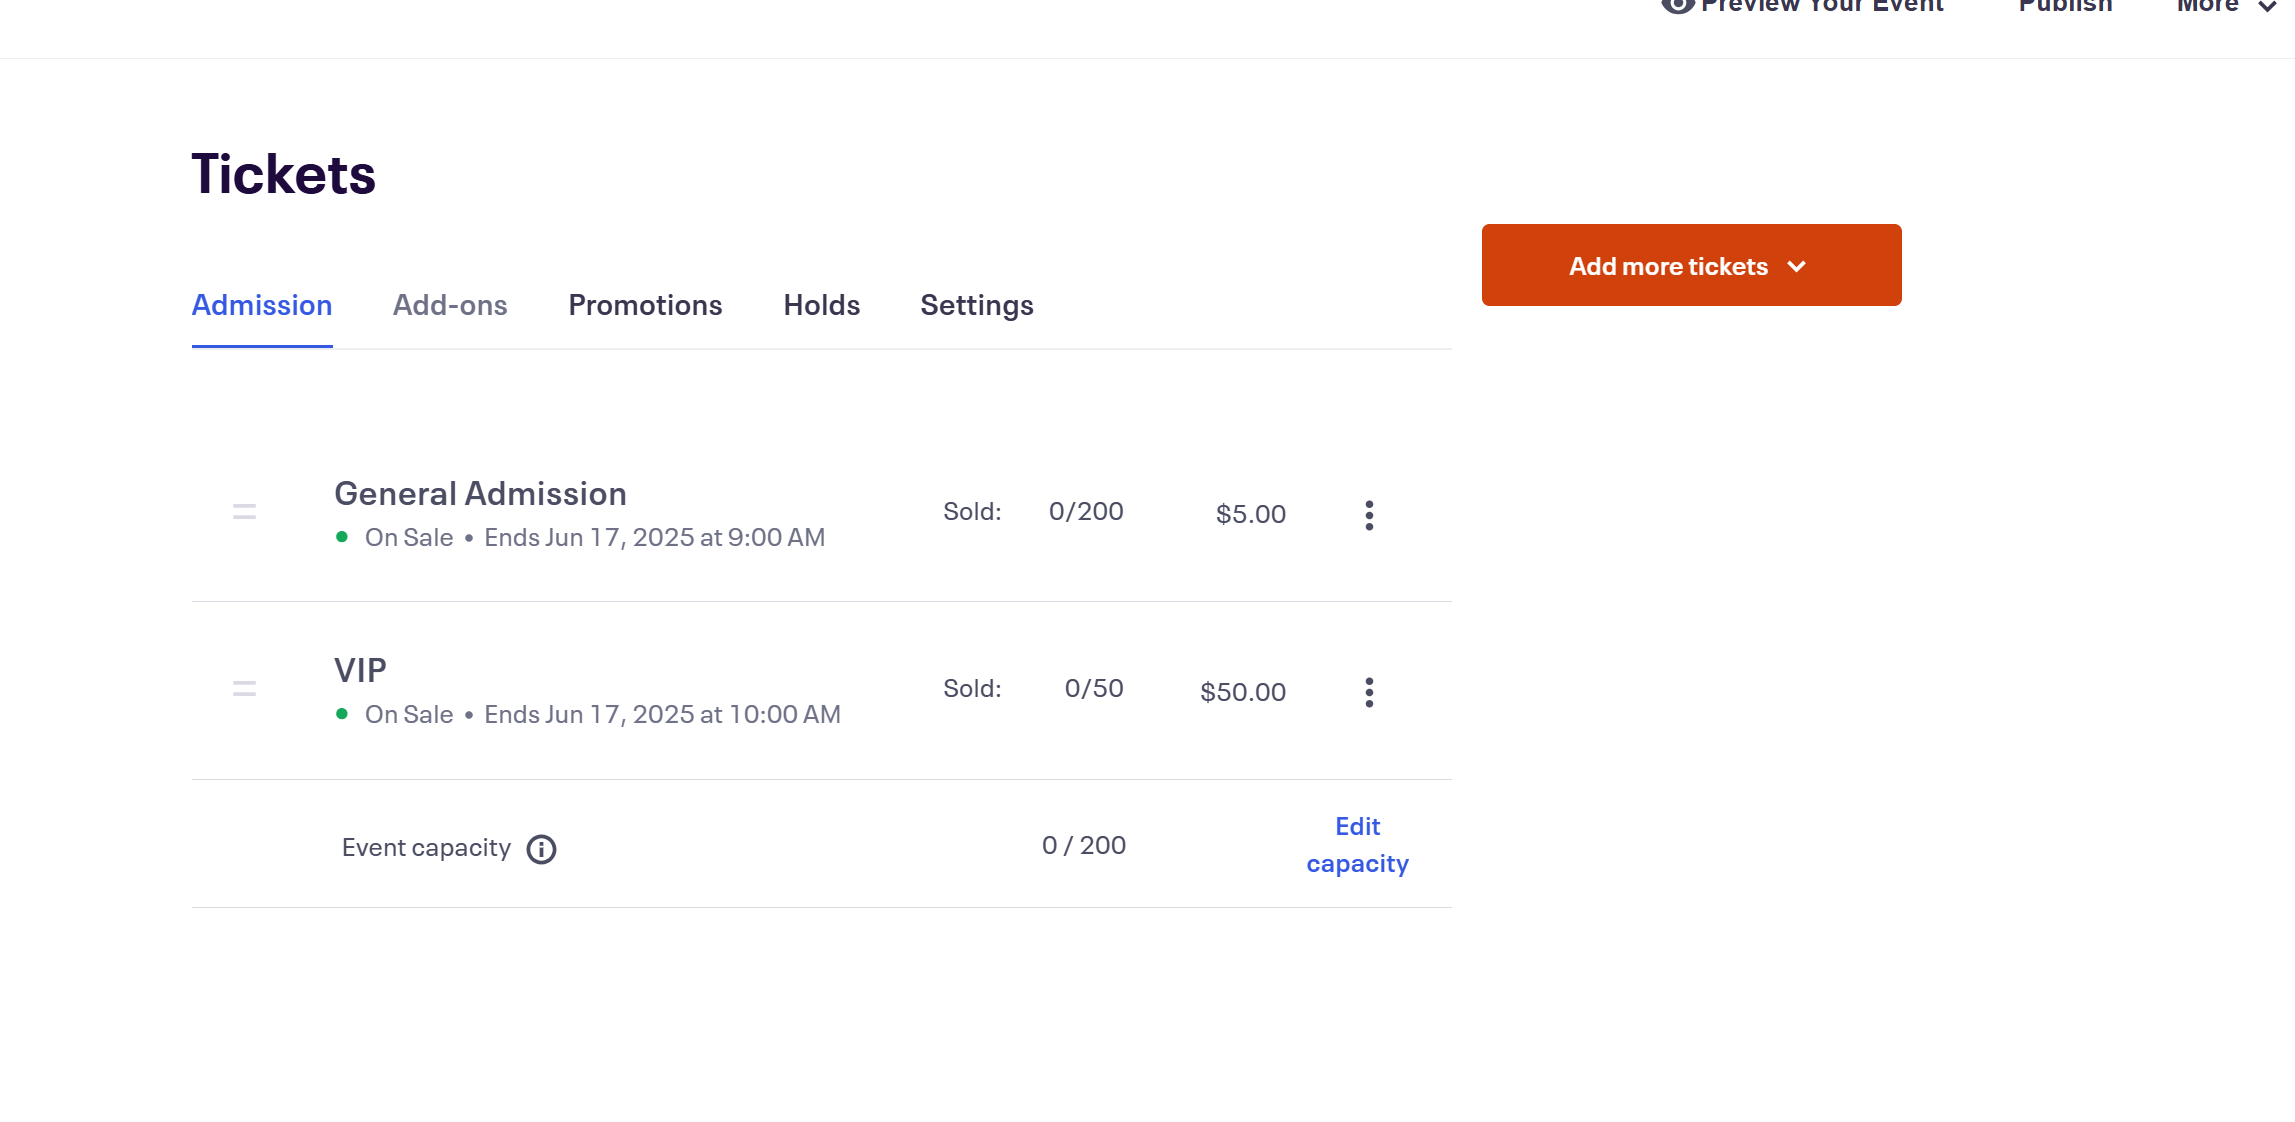 Preview Your Event Publish More
Tickets
Add more tickets
Admission Add-ons Promotions Holds Settings
General Admission
On Sale • Ends Jun 17, 2025 at 9:00 AM
Sold: 0/200 $5.00
VIP
On Sale • Ends Jun 17, 2025 at 10:00 AM
Sold: 0/50 $50.00
Event capacity 0 / 200
Edit
capacity